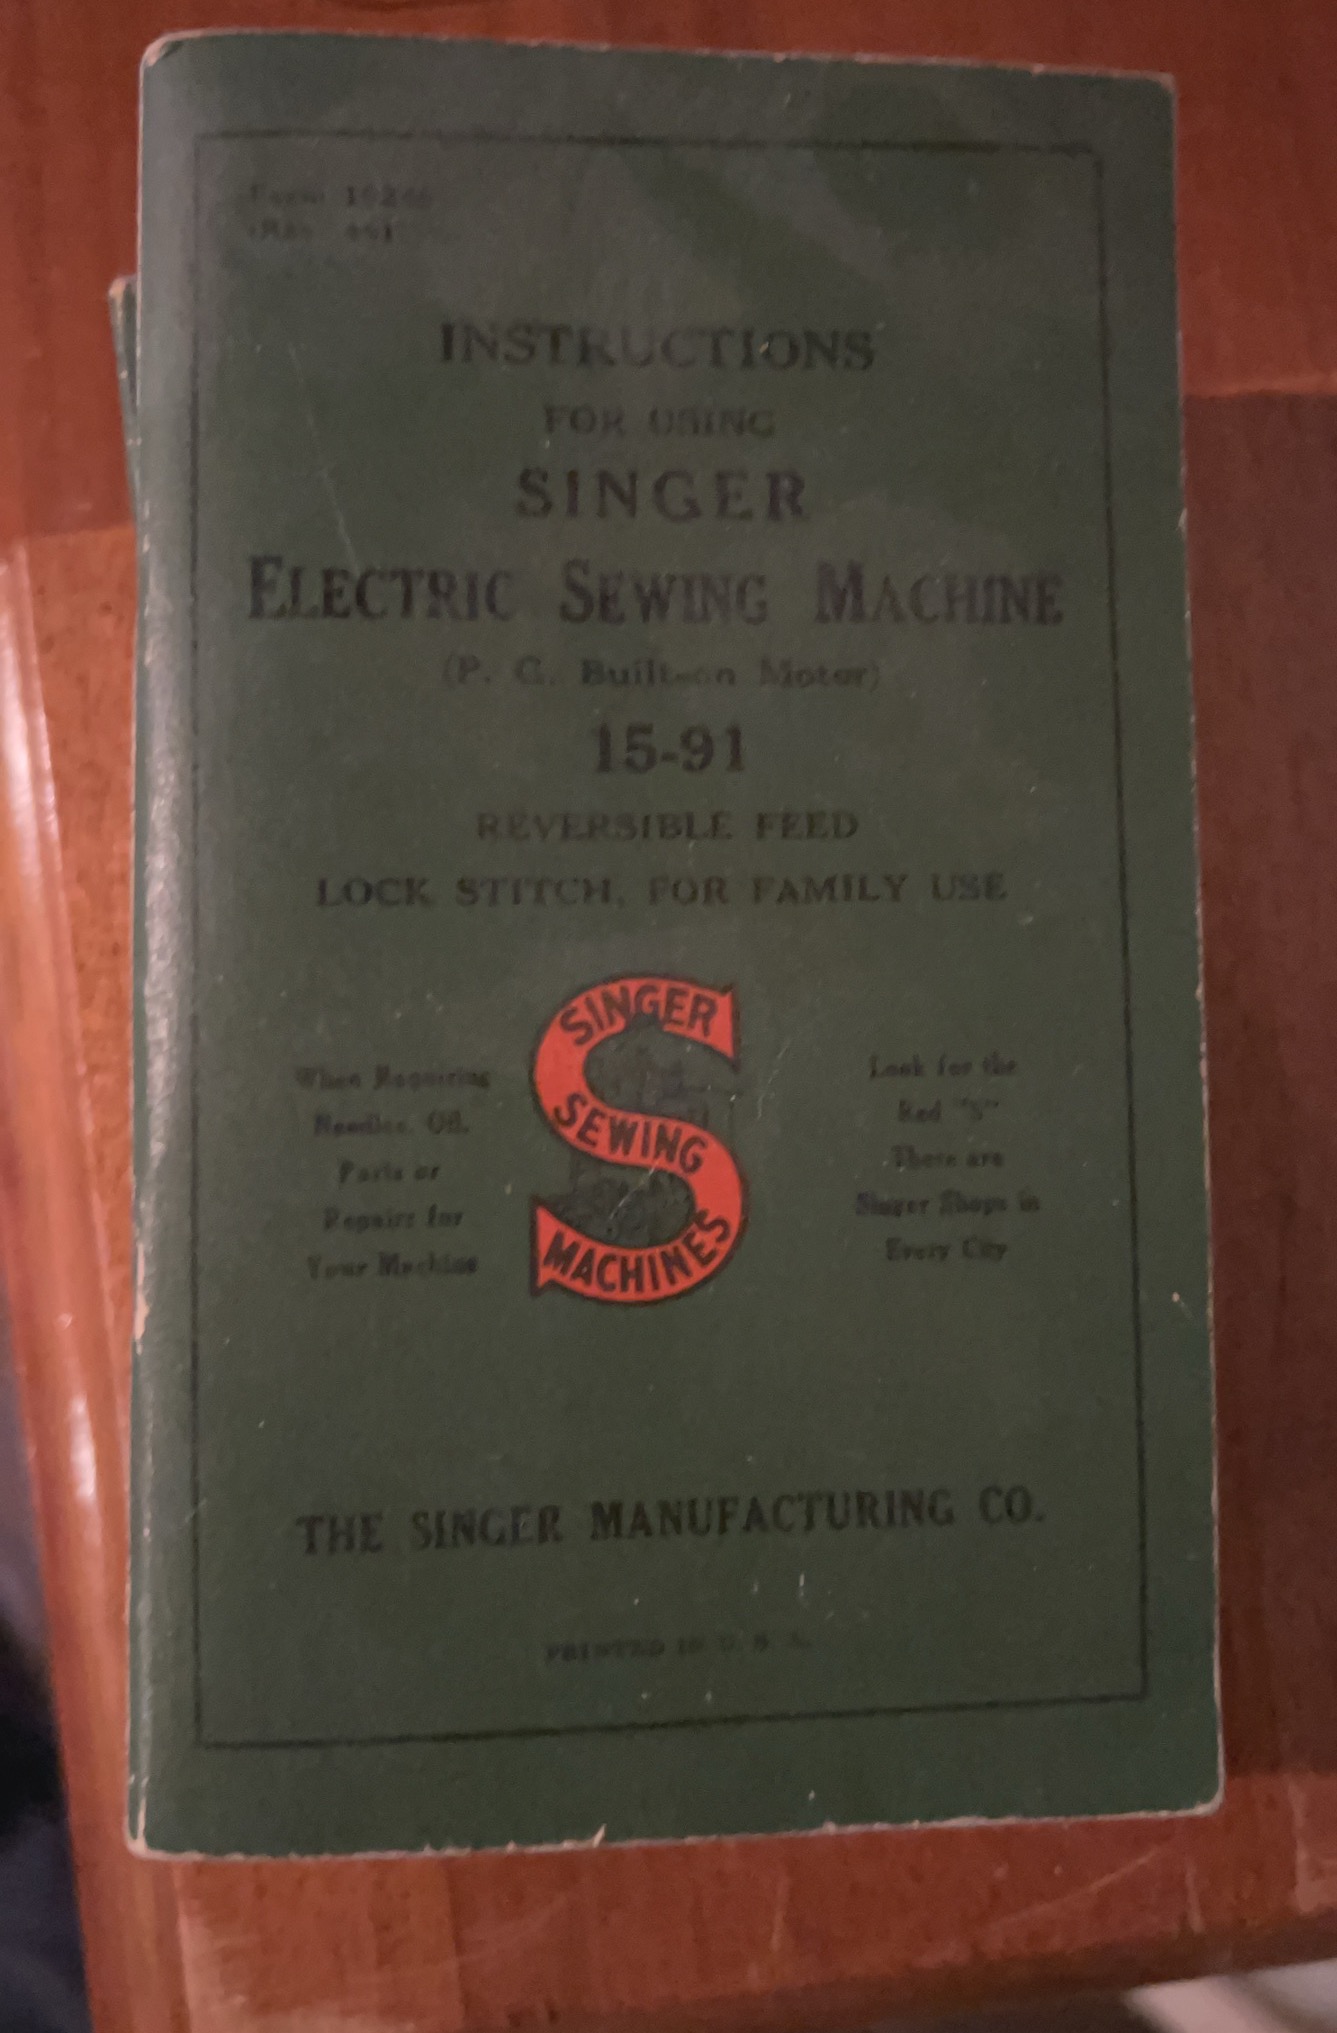 Form
INSTRUCTIONS
FOR USING
SINGER
ELECTRIC SEWING MACHINE
(P. G. Built-on Motor)
15-91
REVERSIBLE FEED
LOCK STITCH, FOR FAMILY USE
SINGER
SEWING
MACHINES
When Requiring
Needles, Oil,
Parts or
Repairs for
Your Machine
Look for the
Red "S"
There are
Singer Shops in
Every City
THE SINGER MANUFACTURING CO.
PRINTED IN U. S. A.